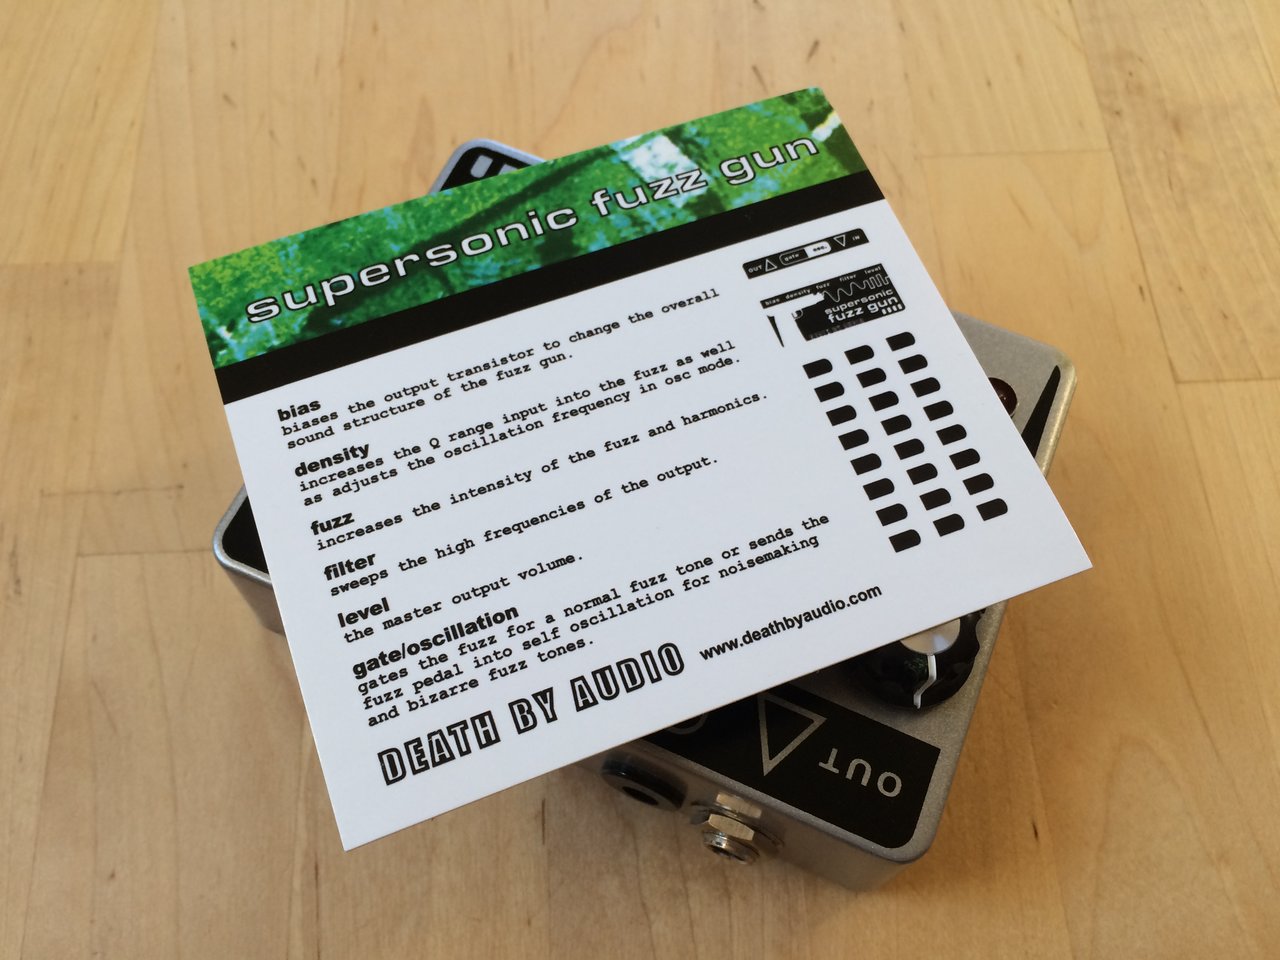 supersonic fuzz gun
bias
biases the output transistor to change the overall
sound structure of the fuzz gun.
density
increases the Q range input into the fuzz as well
as adjusts the oscillation frequency in osc mode.
fuzz
increases the intensity of the fuzz and harmonics.
filter
sweeps the high frequencies of the output.
level
the master output volume.
gate/oscillation
gates the fuzz for a normal fuzz tone or sends the
fuzz pedal into self oscillation for noisemaking
and bizarre fuzz tones.
DEATH BY AUDIO www.deathbyaudio.com
OUT gate osc. IN
bias density fuzz filter level
supersonic
fuzz gun
OUT